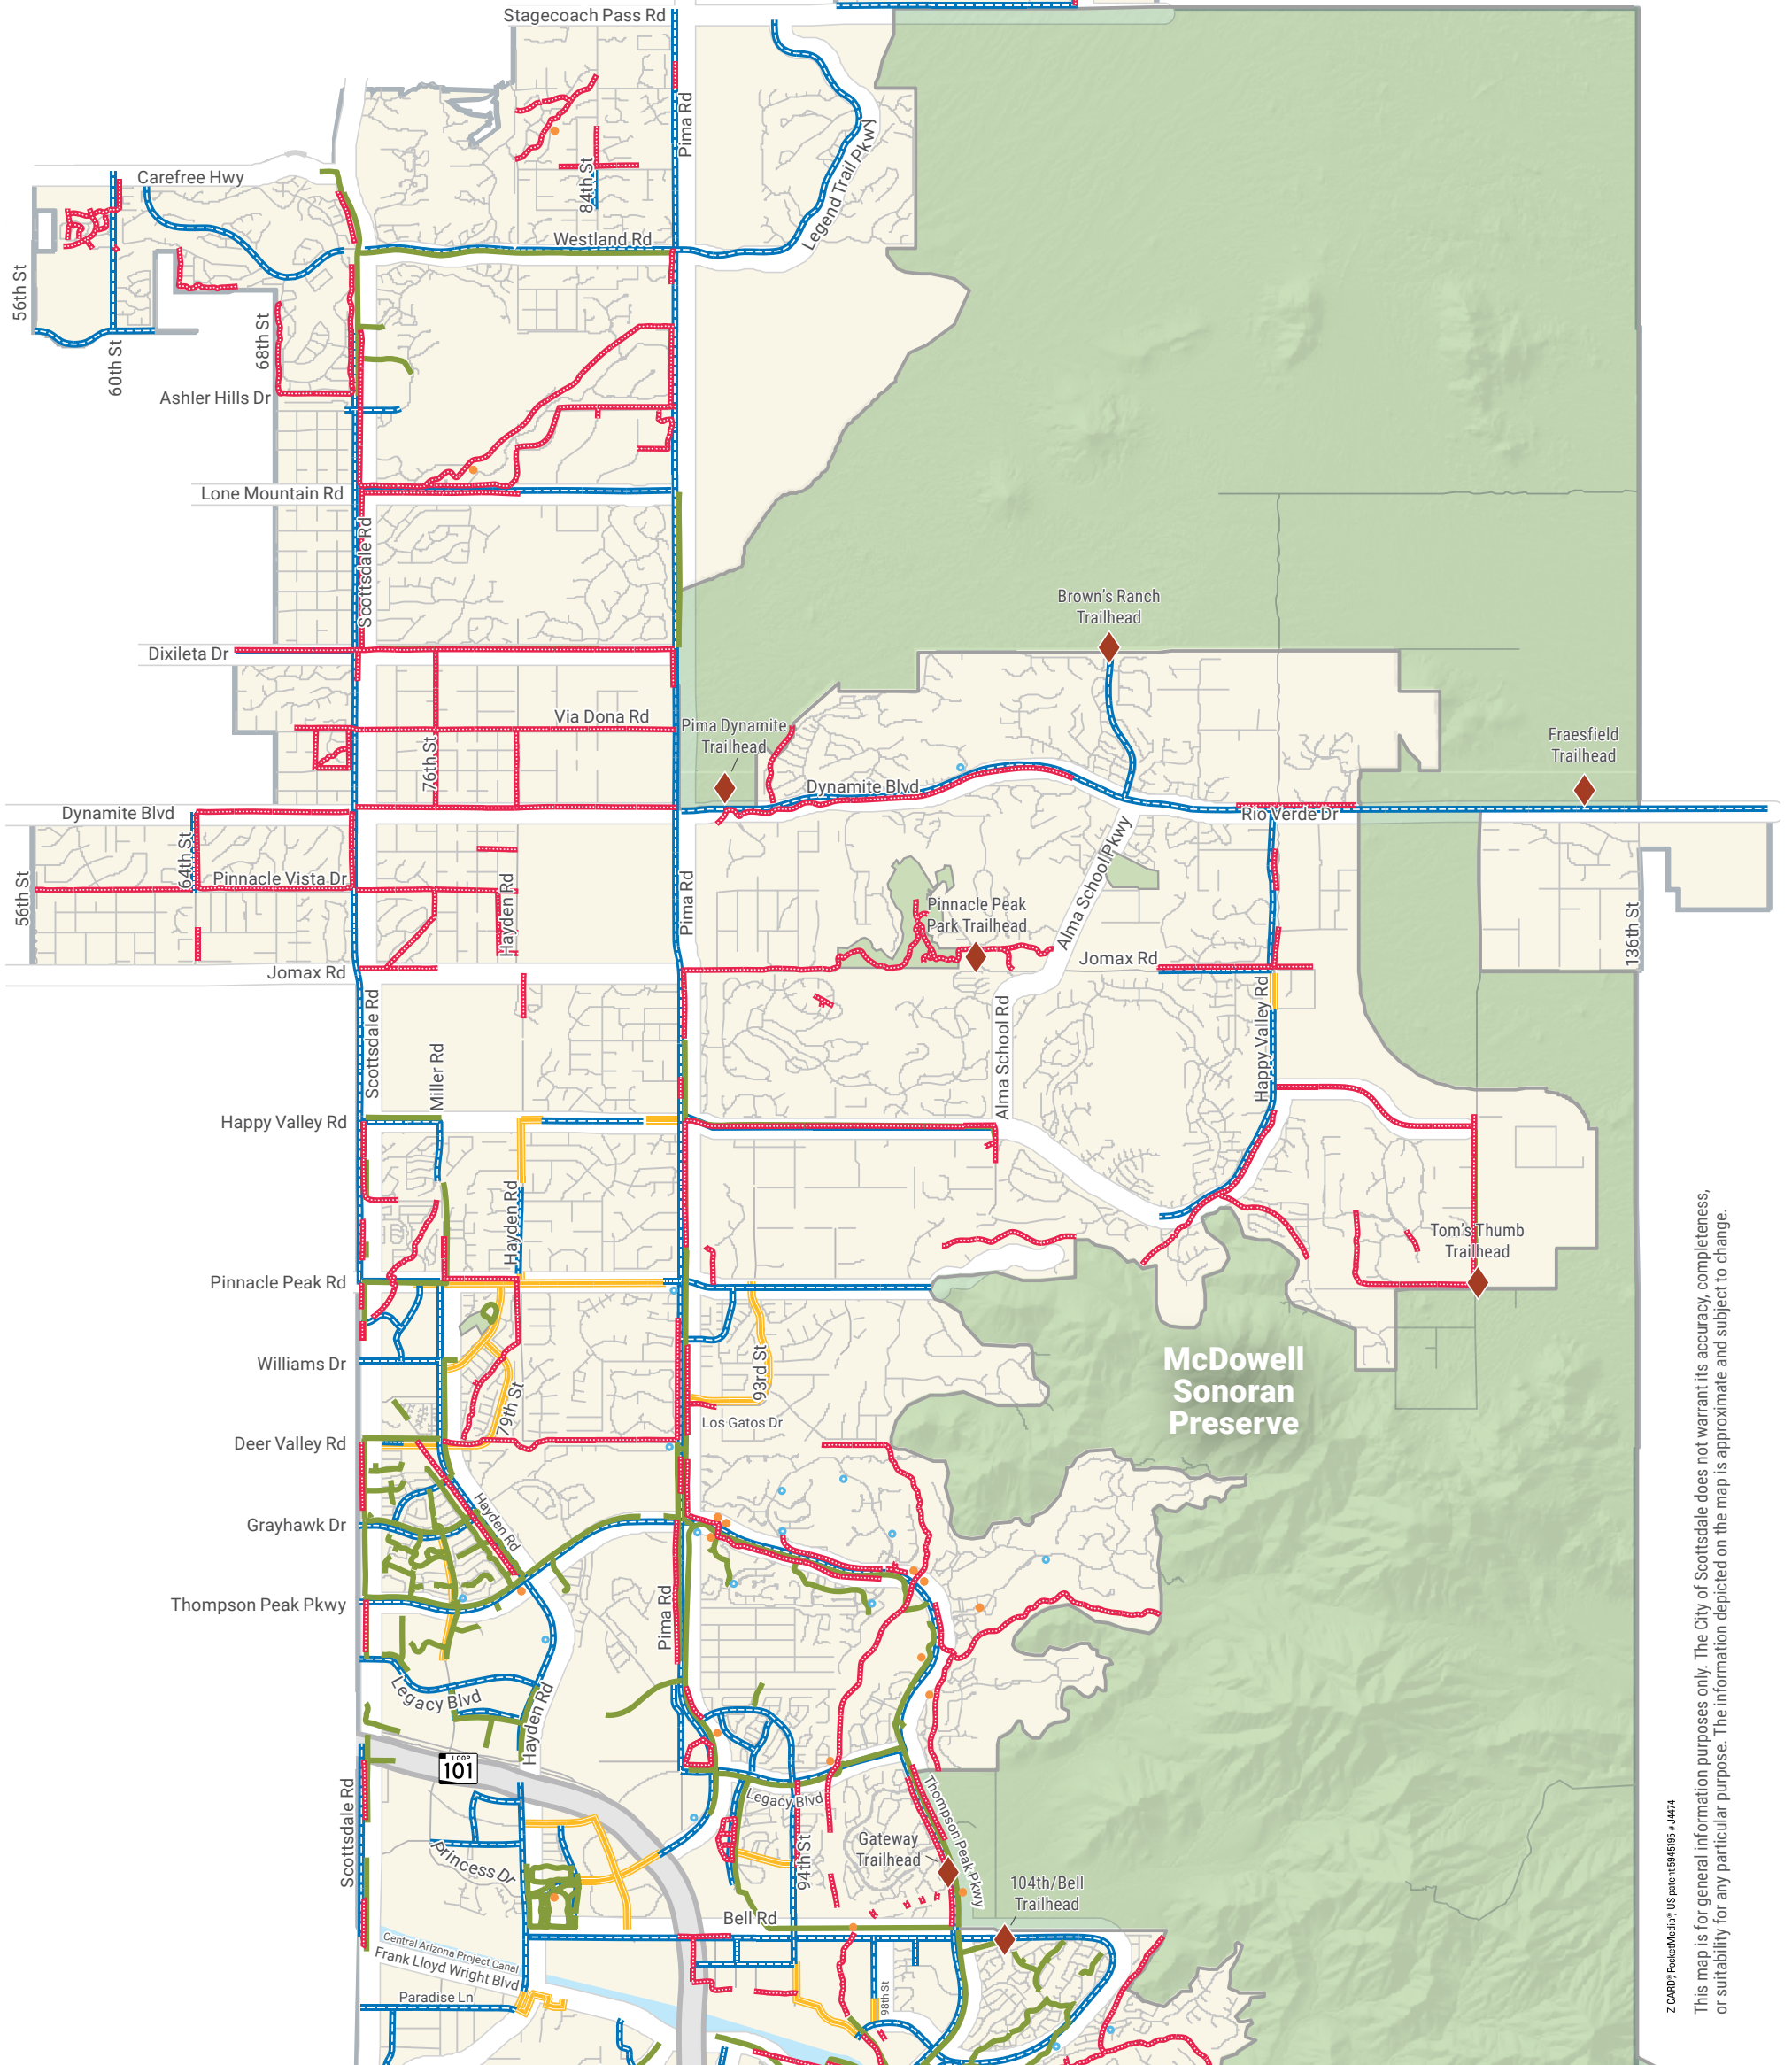 Stagecoach Pass Rd
Pima Rd
Legend Trail Pkwy
84th St
Carefree Hwy
Westland Rd
56th St
60th St
68th St
Ashler Hills Dr
Lone Mountain Rd
Scottsdale Rd
Brown's Ranch
Trailhead
Dixileta Dr
Via Dona Rd
76th St
Pima Dynamite
Trailhead
Fraesfield
Trailhead
Dynamite Blvd
Dynamite Blvd
Rio Verde Dr
64th St
Pinnacle Vista Dr
56th St
Hayden Rd
Pima Rd
Pinnacle Peak
Park Trailhead
Alma School Pkwy
136th St
Jomax Rd
Jomax Rd
Scottsdale Rd
Miller Rd
Alma School Rd
Happy Valley Rd
Happy Valley Rd
Hayden Rd
Tom's Thumb
Trailhead
Pinnacle Peak Rd
Williams Dr
79th St
93rd St
McDowell
Sonoran
Preserve
Los Gatos Dr
Deer Valley Rd
Hayden Rd
Grayhawk Dr
Thompson Peak Pkwy
Pima Rd
Legacy Blvd
Hayden Rd
LOOP
101
Scottsdale Rd
Legacy Blvd
Thompson Peak Pkwy
Princess Dr
94th St
Gateway
Trailhead
104th/Bell
Trailhead
Bell Rd
Central Arizona Project Canal
Frank Lloyd Wright Blvd
Paradise Ln
98th St
Z-CARD® PocketMedia®, US patent 5945195 # J4474
This map is for general information purposes only. The City of Scottsdale does not warrant its accuracy, completeness,
or suitability for any particular purpose. The information depicted on the map is approximate and subject to change.